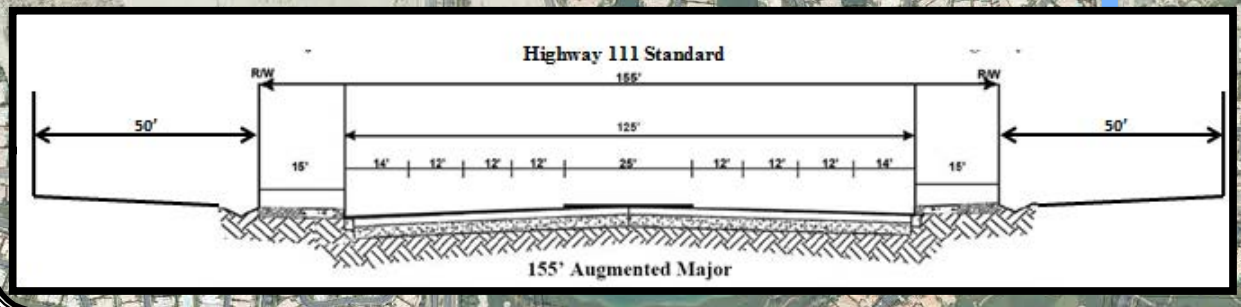 Highway 111 Standard
R/W R/W
155'
50' 125' 50'
15' 14' 12' 12' 12' 25' 12' 12' 12' 14' 15'
155' Augmented Major